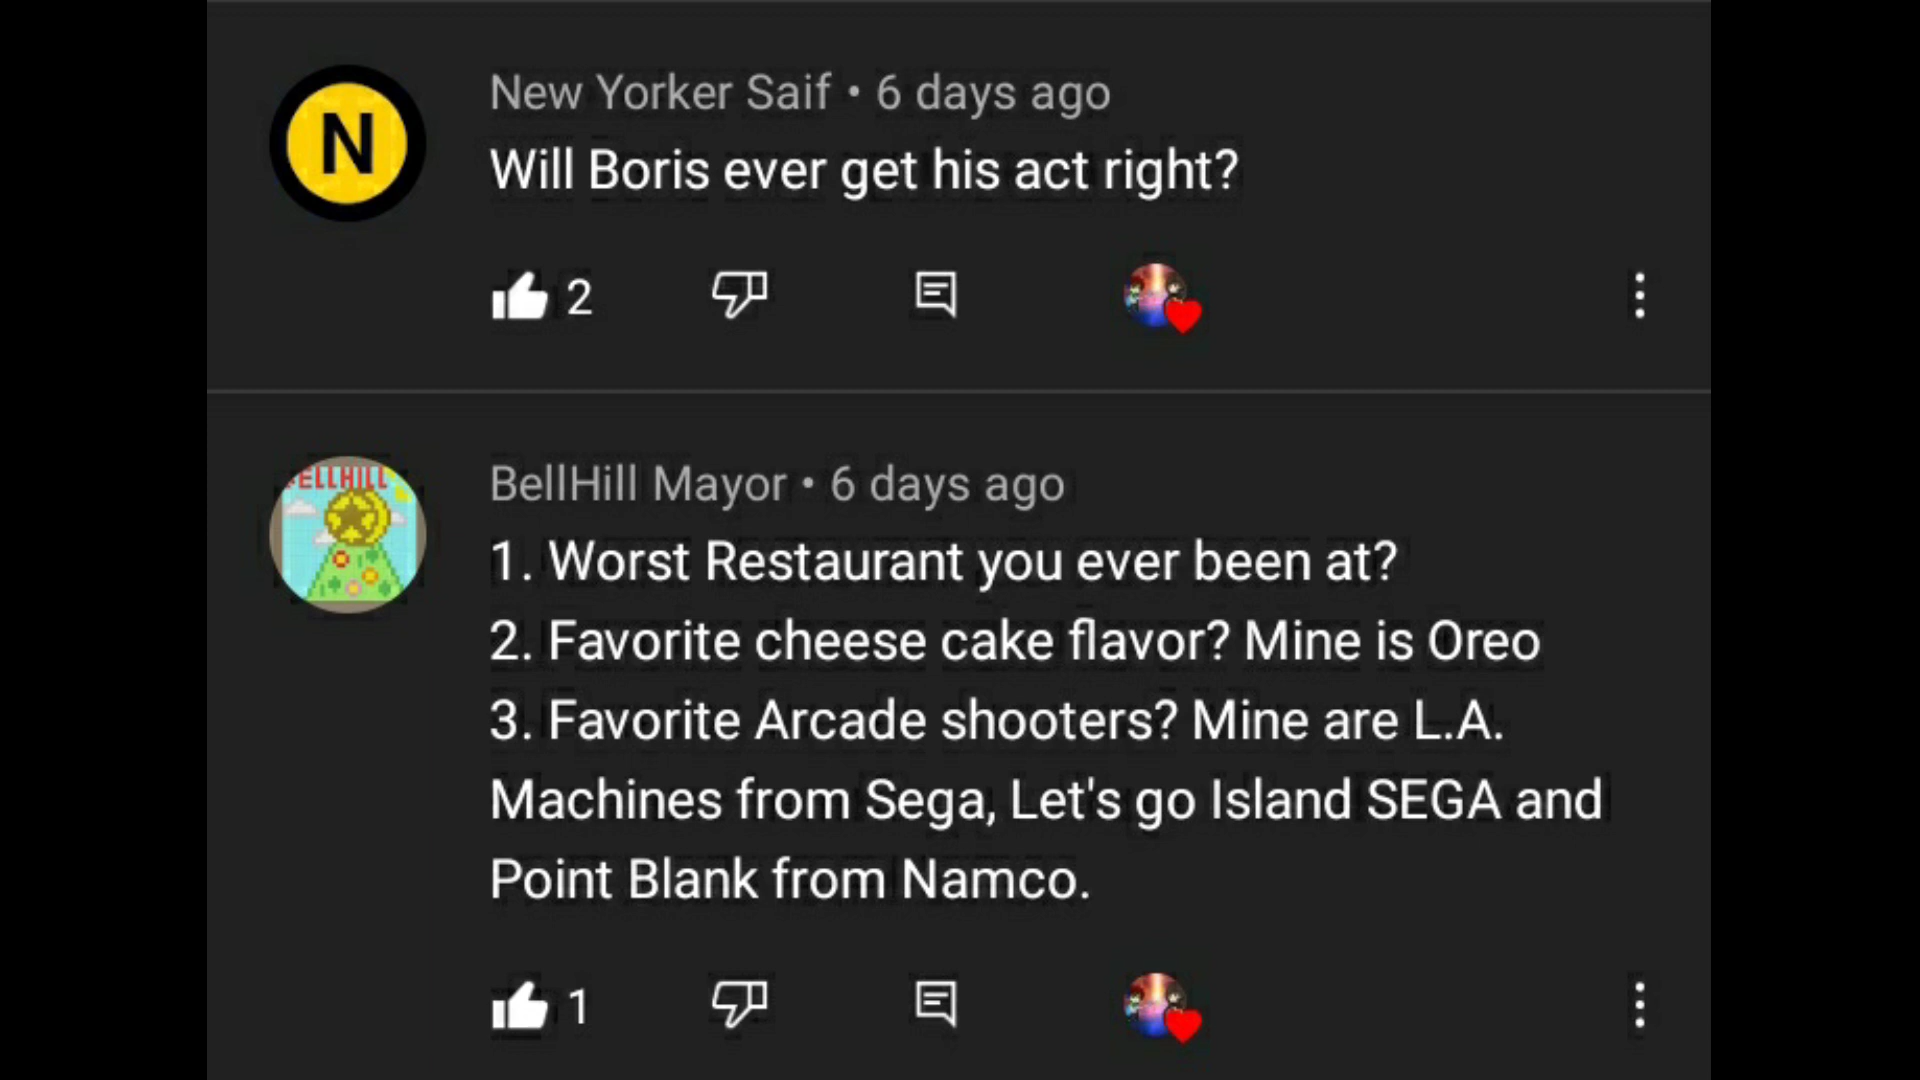 N
New Yorker Saif • 6 days ago
Will Boris ever get his act right?
2
ELLHILL
BellHill Mayor • 6 days ago
1. Worst Restaurant you ever been at?
2. Favorite cheese cake flavor? Mine is Oreo
3. Favorite Arcade shooters? Mine are L.A.
Machines from Sega, Let's go Island SEGA and
Point Blank from Namco.
1